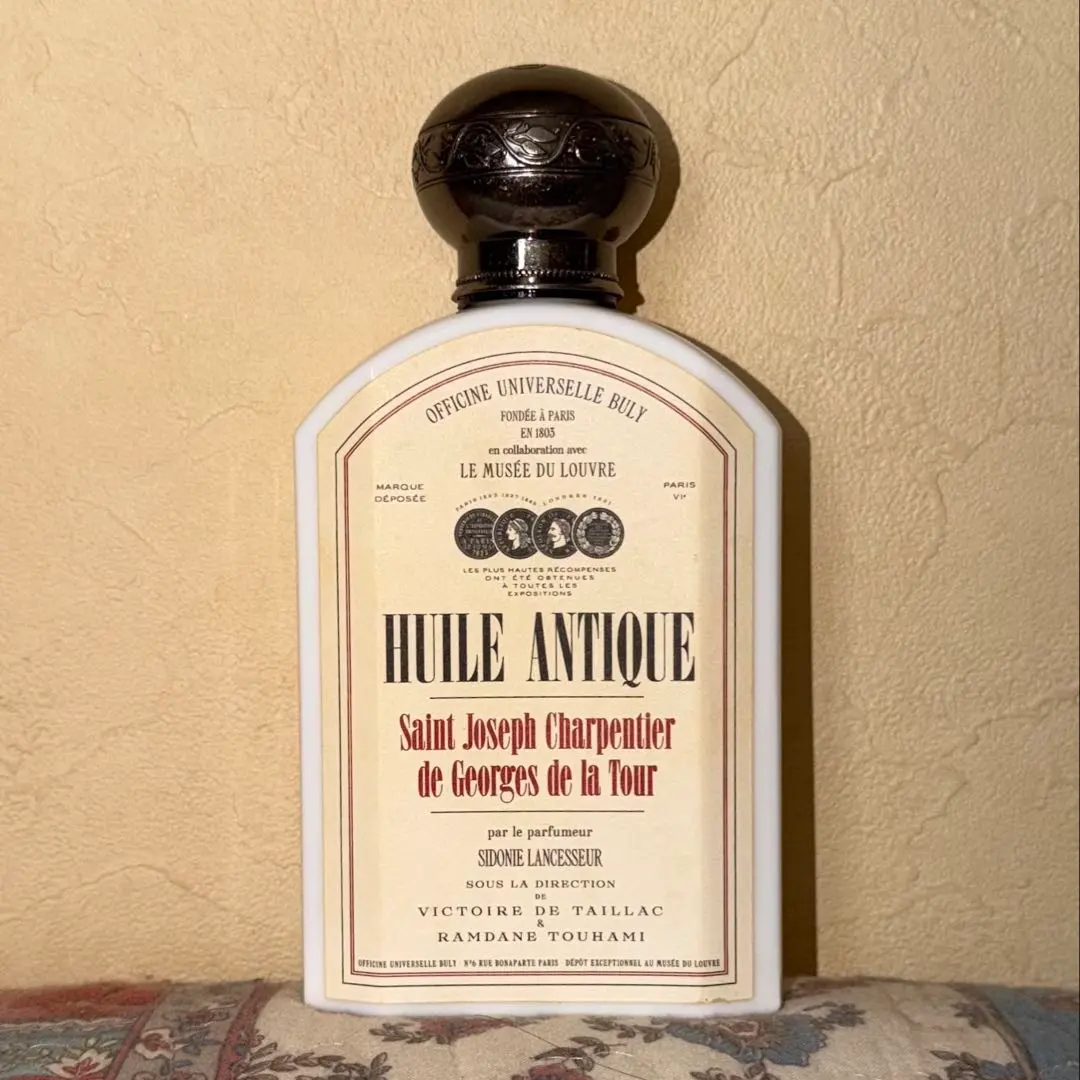 OFFICINE UNIVERSELLE BULY
FONDÉE À PARIS
EN 1803
en collaboration avec
LE MUSÉE DU LOUVRE
MARQUE
DÉPOSÉE
PARIS
VIe
LONDRES
LES PLUS HAUTES RÉCOMPENSES
ONT ÉTÉ OBTENUES
À TOUTES LES
EXPOSITIONS
HUILE ANTIQUE
Saint Joseph Charpentier
de Georges de la Tour
par le parfumeur
SIDONIE LANCESSEUR
SOUS LA DIRECTION
DE
VICTOIRE DE TAILLAC
&
RAMDANE TOUHAMI
OFFICINE UNIVERSELLE BULY Nº6 RUE BONAPARTE PARIS DÉPÔT EXCEPTIONNEL AU MUSÉE DU LOUVRE